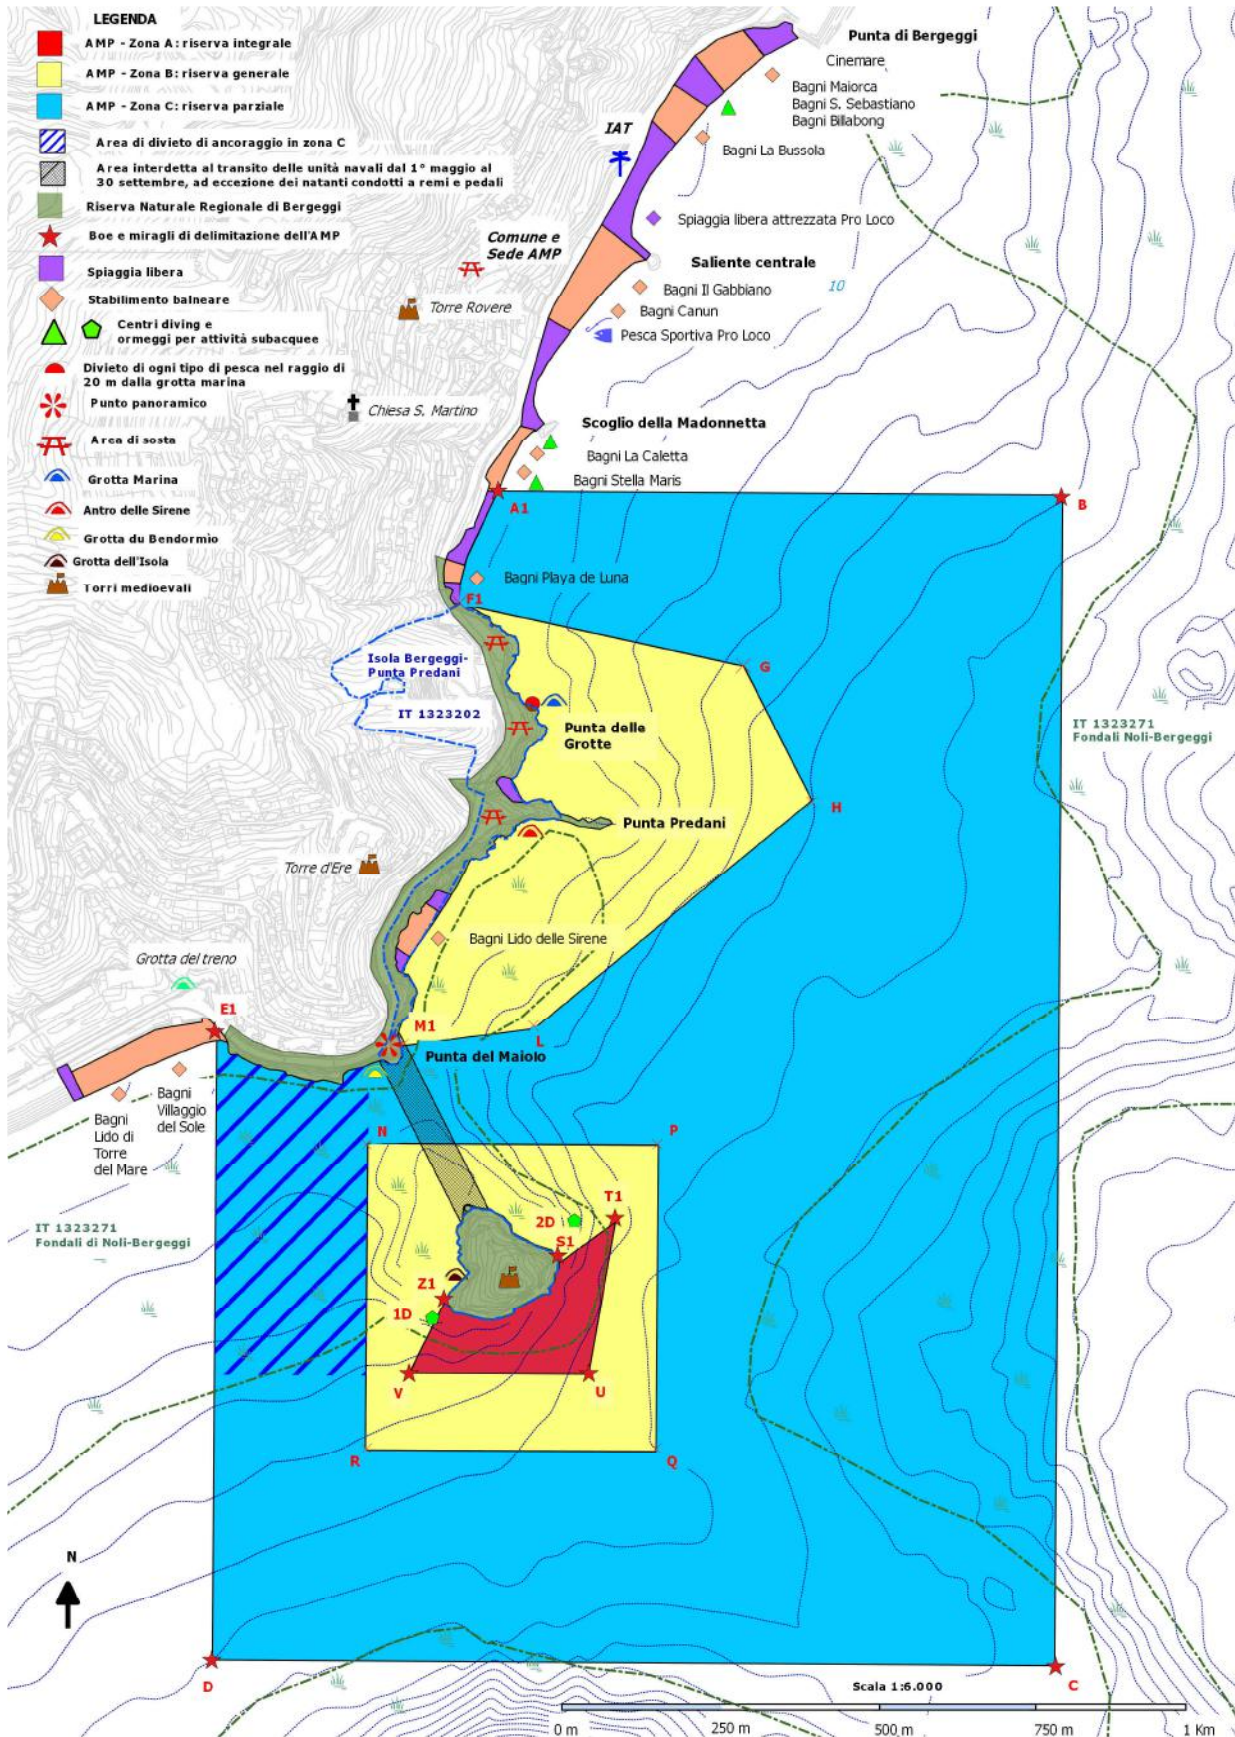 LEGENDA
AMP - Zona A: riserva integrale
AMP - Zona B: riserva generale
AMP - Zona C: riserva parziale
Area di divieto di ancoraggio in zona C
Area interdetta al transito delle unità navali dal 1° maggio al
30 settembre, ad eccezione dei natanti condotti a remi e pedali
Riserva Naturale Regionale di Bergeggi
Boe e miragli di delimitazione dell'AMP
Spiaggia libera
Stabilimento balneare
Centri diving e
ormeggi per attività subacquee
Divieto di ogni tipo di pesca nel raggio di
20 m dalla grotta marina
Punto panoramico
Area di sosta
Grotta Marina
Antro delle Sirene
Grotta du Bendormio
Grotta dell'Isola
Torri medioevali
Punta di Bergeggi
Cinemare
Bagni Maiorca
Bagni S. Sebastiano
Bagni Billabong
IAT
Bagni La Bussola
Spiaggia libera attrezzata Pro Loco
Comune e
Sede AMP
Saliente centrale
10
Bagni Il Gabbiano
Torre Rovere
Bagni Canun
Pesca Sportiva Pro Loco
Chiesa S. Martino
Scoglio della Madonnetta
Bagni La Caletta
Bagni Stella Maris
A1
B
Bagni Playa de Luna
F1
Isola Bergeggi-
Punta Predani
G
IT 1323202
Punta delle
Grotte
IT 1323271
Fondali Noli-Bergeggi
H
Punta Predani
Torre d'Ere
Bagni Lido delle Sirene
Grotta del treno
E1
M1
L
Punta del Maiolo
Bagni
Villaggio
del Sole
Bagni
Lido di
Torre
del Mare
N
P
T1
2D
S1
IT 1323271
Fondali di Noli-Bergeggi
Z1
1D
V
U
R
Q
N
D
C
Scala 1:6.000
0 m
250 m
500 m
750 m
1 Km